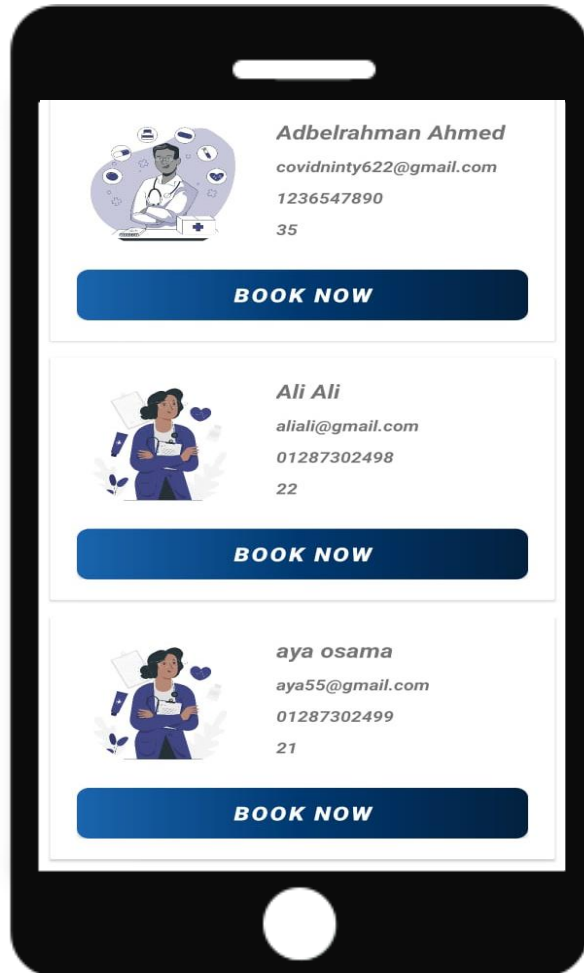 Adbelrahman Ahmed
covidninty622@gmail.com
1236547890
35
BOOK NOW
Ali Ali
aliali@gmail.com
01287302498
22
BOOK NOW
aya osama
aya55@gmail.com
01287302499
21
BOOK NOW